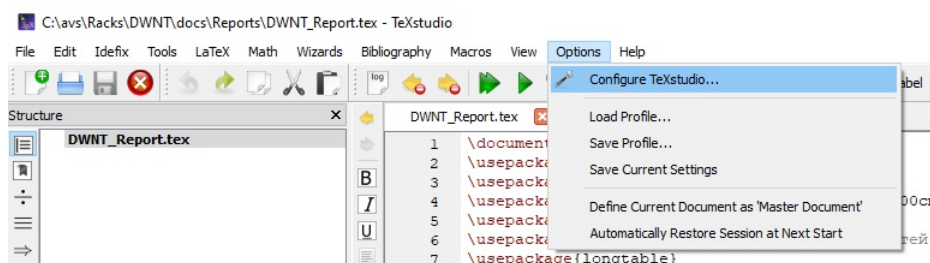 C:\avs\Racks\DWNT\docs\Reports\DWNT_Report.tex - TeXstudio
File Edit Idefix Tools LaTeX Math Wizards Bibliography Macros View Options Help
log
Configure TeXstudio...
abel
Structure
DWNT_Report.tex
DWNT_Report.tex
Load Profile...
Save Profile...
Save Current Settings
Define Current Document as 'Master Document'
Automatically Restore Session at Next Start
B
I
U
1 \document
2 \usepacka
3 \usepacka
4 \usepacka
5 \usepacka
6 \usepacka тей
7 \usepackage{longtable}